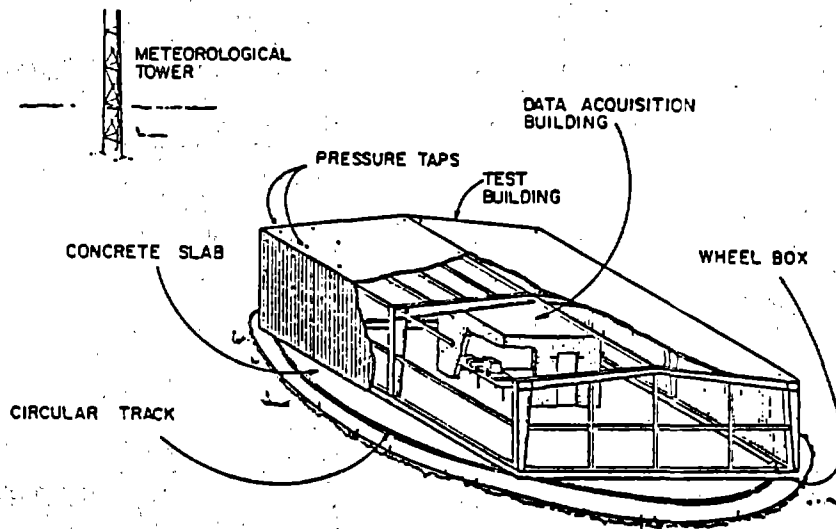 METEOROLOGICAL
TOWER
DATA ACQUISITION
BUILDING
PRESSURE TAPS
TEST
BUILDING
CONCRETE SLAB
WHEEL BOX
CIRCULAR TRACK